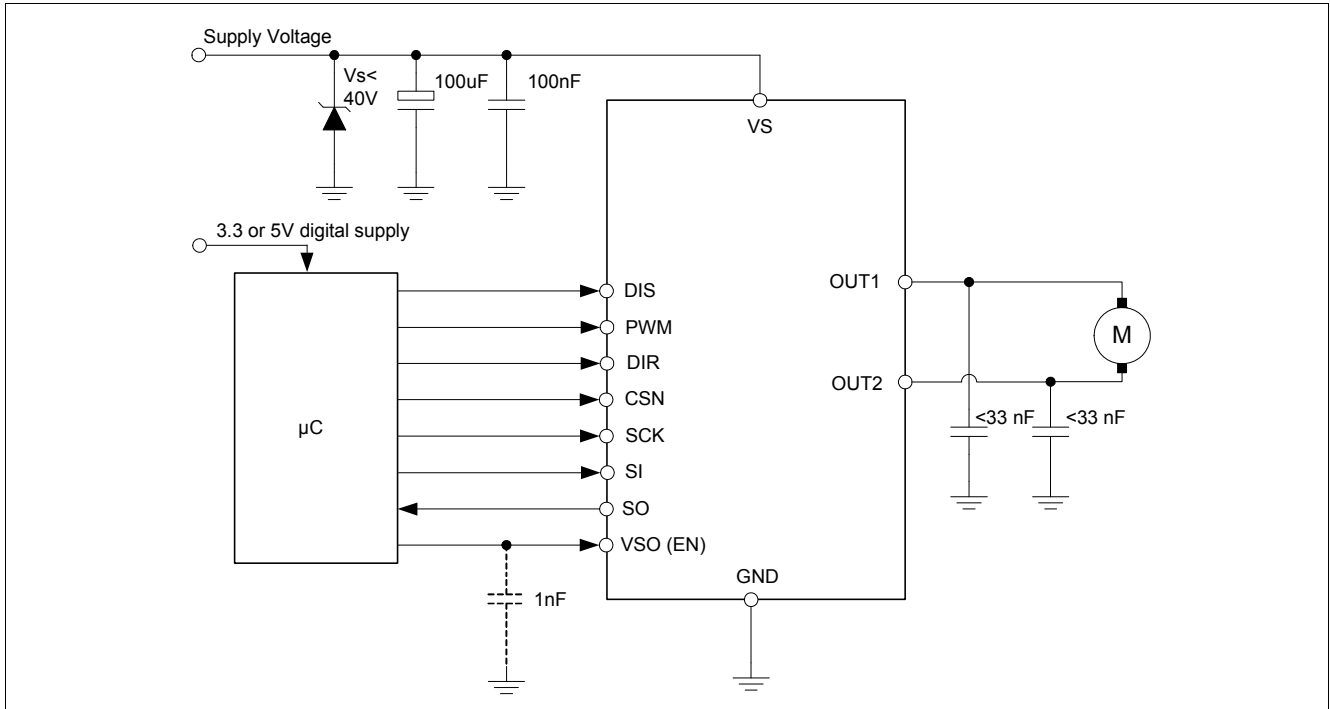 Supply Voltage
Vs<
40V
100uF
100nF
VS
3.3 or 5V digital supply
µC
DIS
PWM
DIR
CSN
SCK
SI
SO
VSO (EN)
1nF
GND
OUT1
OUT2
M
<33 nF
<33 nF